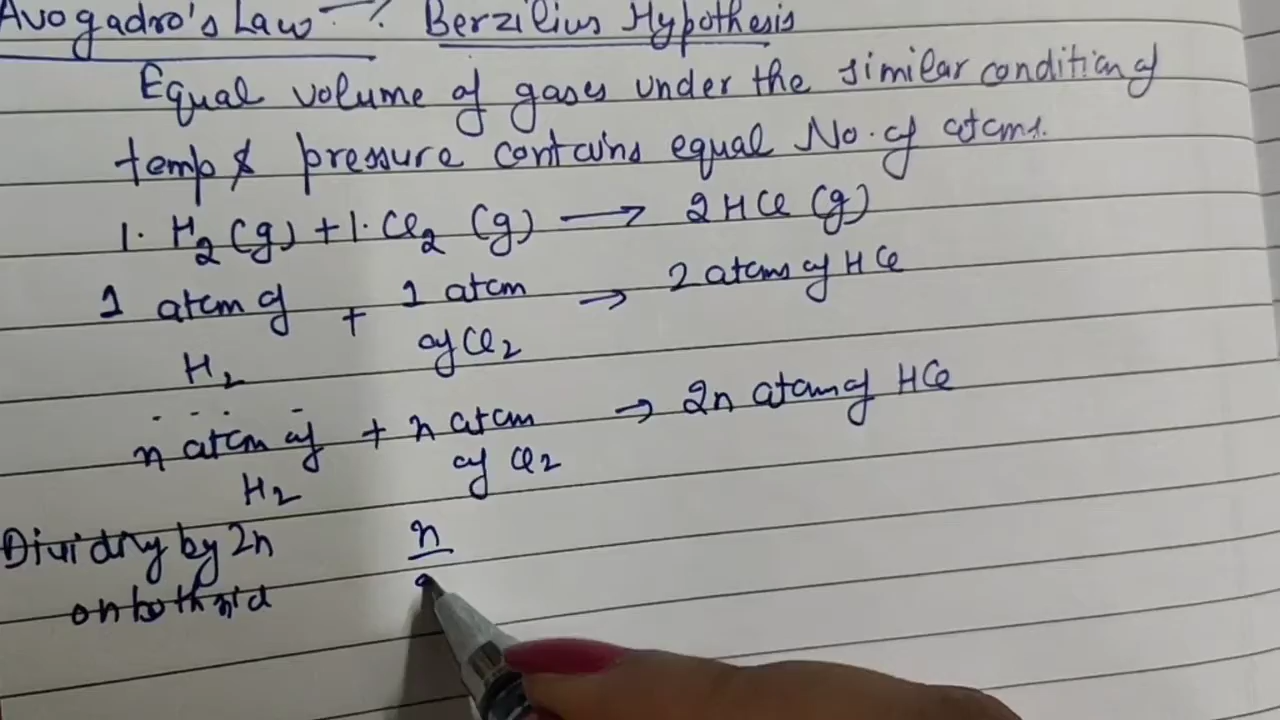 Avogadro's Law :- Berzilius Hypothesis
Equal volume of gases under the similar condition of
temp & pressure contains equal No. of atoms.
1. H2 (g) + 1. Cl2 (g) → 2 HCl (g)
1 atom of H2 + 1 atom of Cl2 → 2 atoms of HCl
n atom of H2 + n atom of Cl2 → 2n atom of HCl
Dividing by 2n n
on both sid